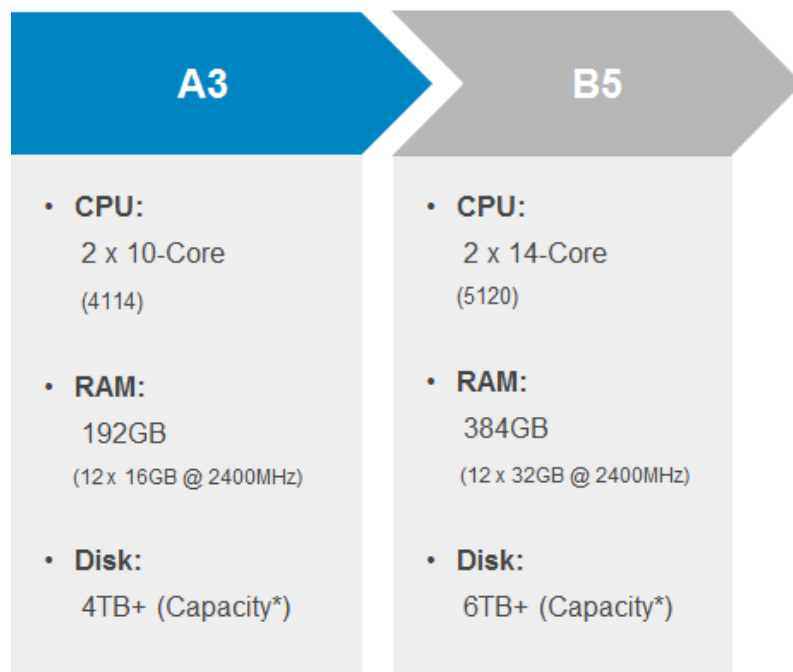 A3
• CPU:
2 x 10-Core
(4114)
• RAM:
192GB
(12 x 16GB @ 2400MHz)
• Disk:
4TB+ (Capacity*)
B5
• CPU:
2 x 14-Core
(5120)
• RAM:
384GB
(12 x 32GB @ 2400MHz)
• Disk:
6TB+ (Capacity*)